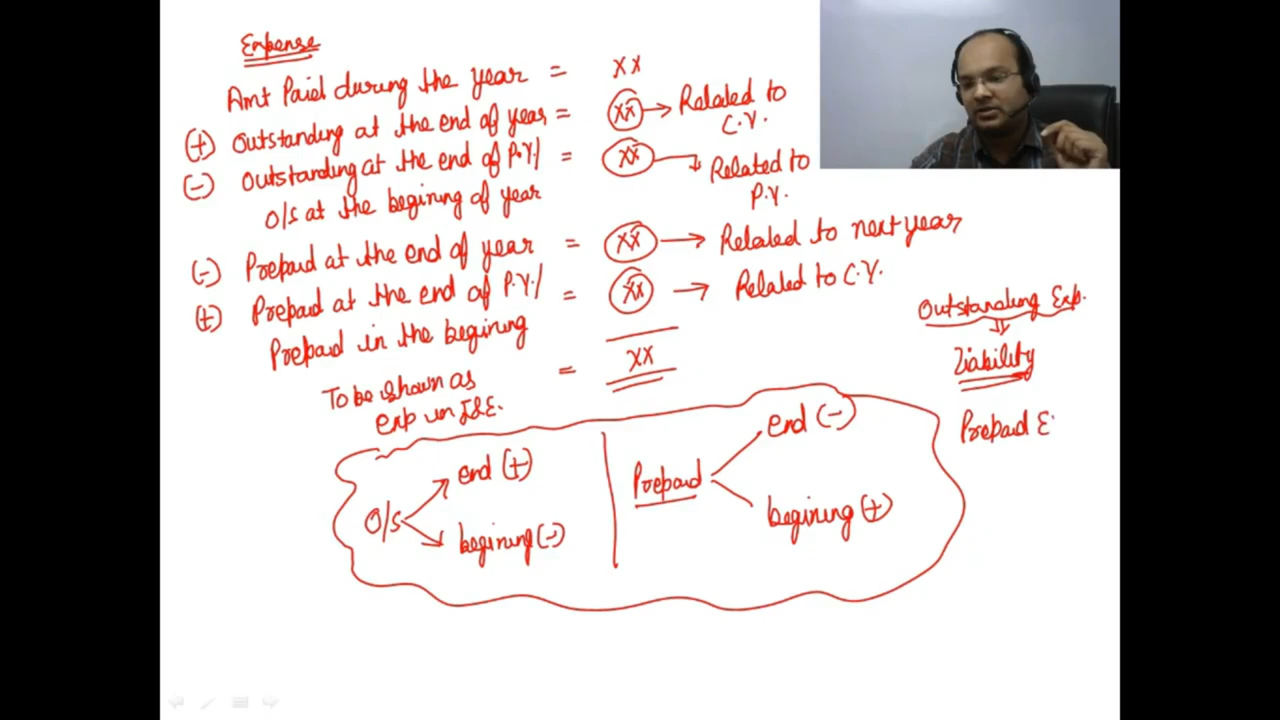 Expense
Amt Paid during the year = xx
(+) Outstanding at the end of year = xx → Related to
C.Y.
(-) Outstanding at the end of P.Y/ = xx → Related to
P.Y.
O/S at the begining of year
(-) Prepaid at the end of year = xx → Related to next year
(+) Prepaid at the end of P.Y./ = xx → Related to C.Y.
Prepaid in the begining
To be shown as = xx
exp in I&E.
Outstanding Exp.
⇓
Liability
Prepaid E
O/S
end (+)
begining (-)
Prepaid
end (-)
begining (+)